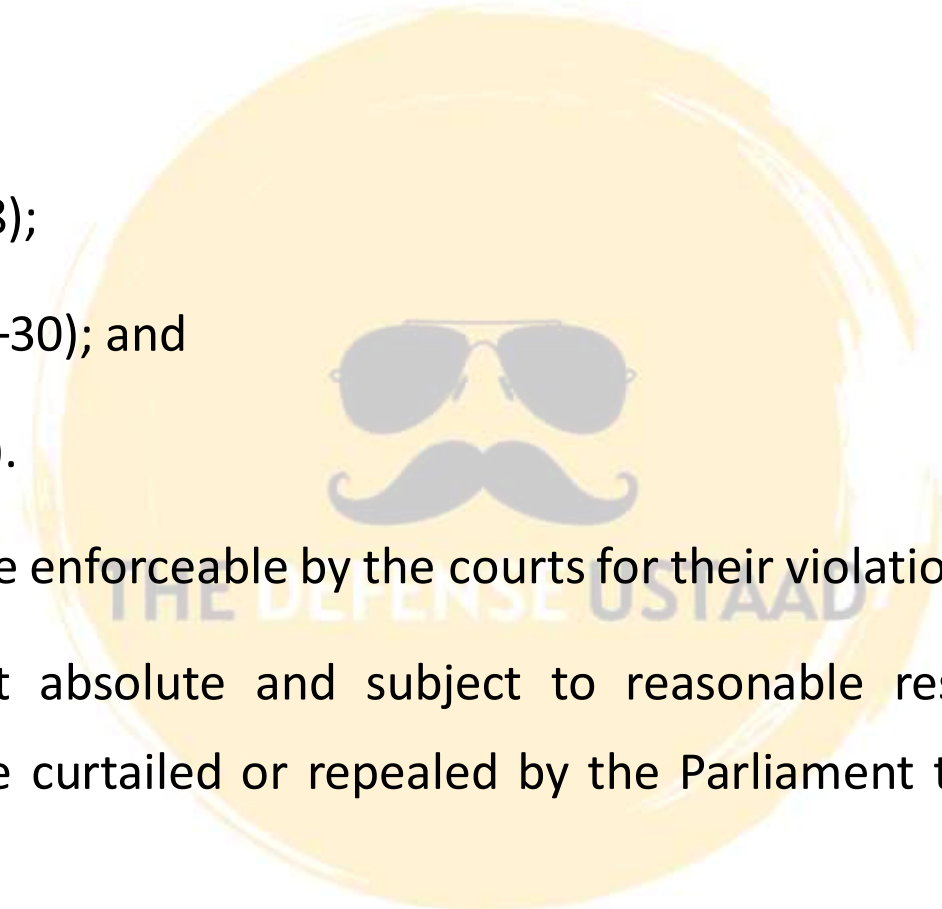 8);
-30); and
).
e enforceable by the courts for their violatio
THE DEFENSE USTAAD
t absolute and subject to reasonable res
e curtailed or repealed by the Parliament t